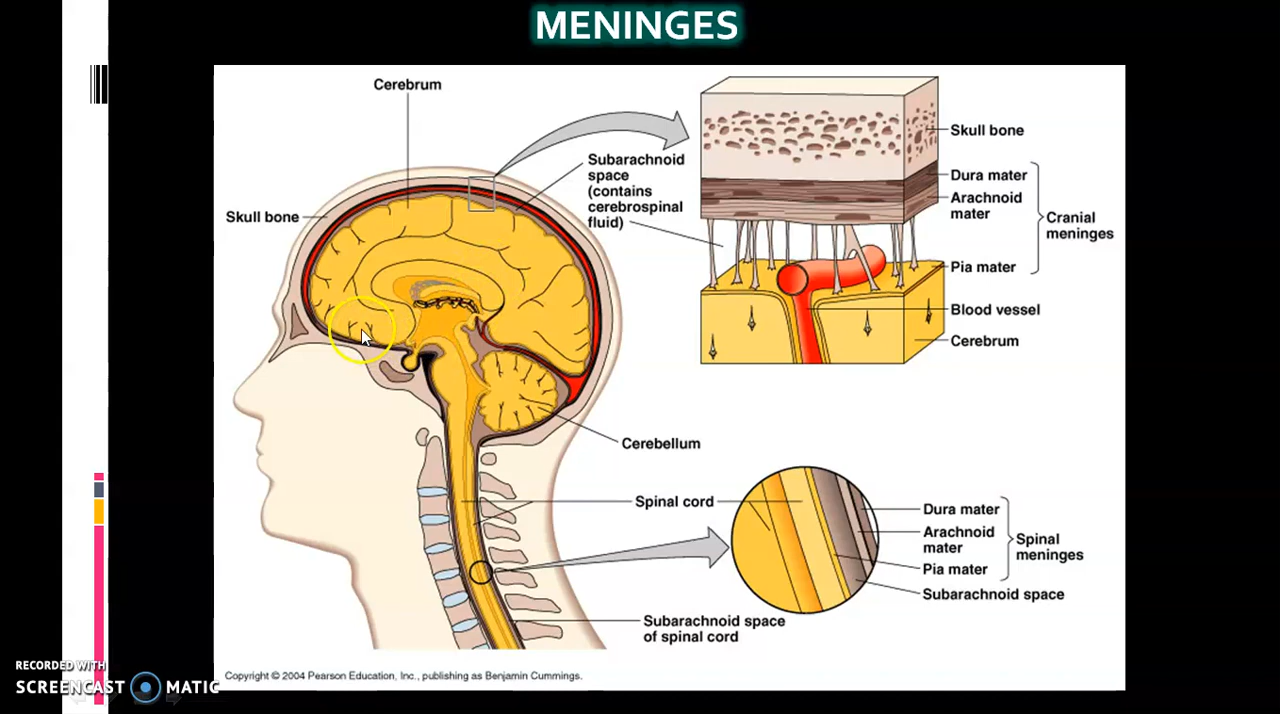 MENINGES
Cerebrum
Skull bone
Subarachnoid
space
(contains
cerebrospinal
fluid)
Skull bone
Dura mater
Arachnoid
mater
Cranial
meninges
Pia mater
Blood vessel
Cerebrum
Cerebellum
Spinal cord
Dura mater
Arachnoid
mater
Spinal
meninges
Pia mater
Subarachnoid space
Subarachnoid space
of spinal cord
Copyright © 2004 Pearson Education, Inc., publishing as Benjamin Cummings.
RECORDED WITH
SCREENCAST MATIC